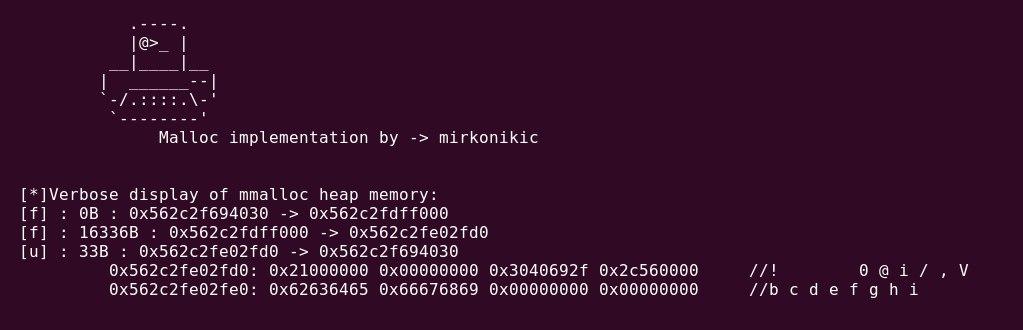 .----.
           |@>_ |
         __|____|__
        |  ______--|
        `-/.::::.\-'
         `--------'
              Malloc implementation by -> mirkonikic
[*]Verbose display of mmalloc heap memory:
[f] : 0B : 0x562c2f694030 -> 0x562c2fdff000
[f] : 16336B : 0x562c2fdff000 -> 0x562c2fe02fd0
[u] : 33B : 0x562c2fe02fd0 -> 0x562c2f694030
         0x562c2fe02fd0: 0x21000000 0x00000000 0x3040692f 0x2c560000     //!        0 @ i / , V
         0x562c2fe02fe0: 0x62636465 0x66676869 0x00000000 0x00000000     //b c d e f g h i